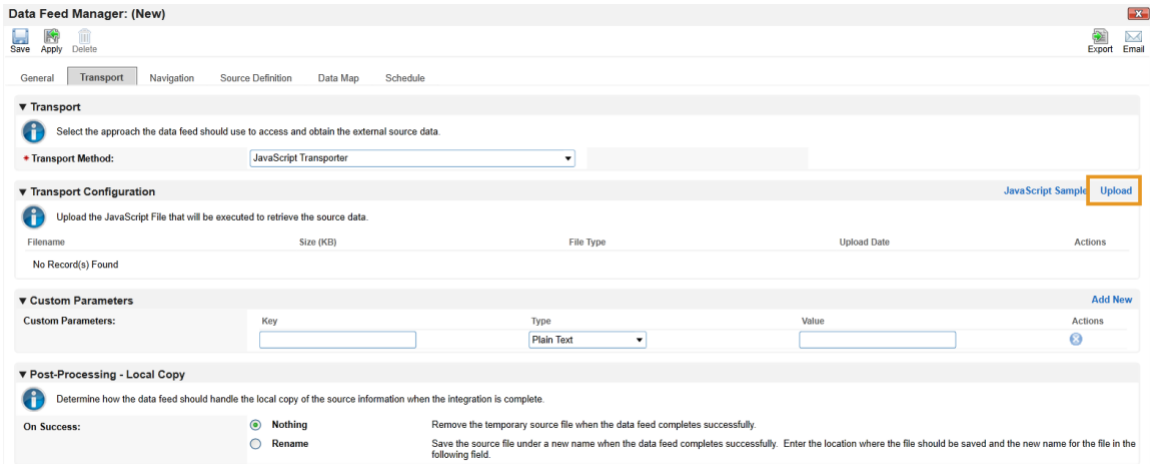 Data Feed Manager: (New)
Save Apply Delete
Export Email
General Transport Navigation Source Definition Data Map Schedule
Transport
Select the approach the data feed should use to access and obtain the external source data.
Transport Method: JavaScript Transporter
Transport Configuration JavaScript Sample Upload
Upload the JavaScript File that will be executed to retrieve the source data.
Filename Size (KB) File Type Upload Date Actions
No Record(s) Found
Custom Parameters Add New
Custom Parameters: Key Type Value Actions
Plain Text
Post-Processing - Local Copy
Determine how the data feed should handle the local copy of the source information when the integration is complete.
On Success: Nothing Remove the temporary source file when the data feed completes successfully.
Rename Save the source file under a new name when the data feed completes successfully. Enter the location where the file should be saved and the new name for the file in the
following field.